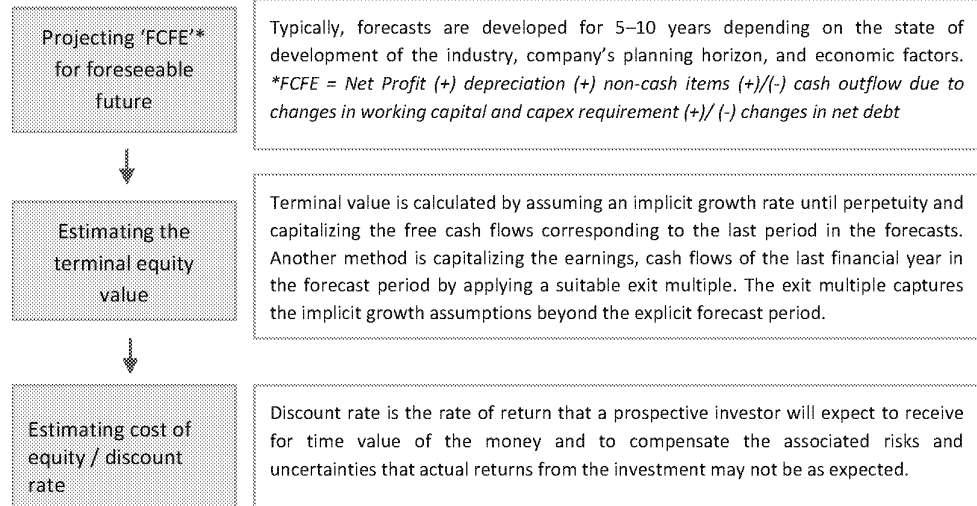 Projecting ‘FCFE’*
for foreseeable
future
Typically, forecasts are developed for 5–10 years depending on the state of
development of the industry, company’s planning horizon, and economic factors.
*FCFE = Net Profit (+) depreciation (+) non-cash items (+)/(-) cash outflow due to
changes in working capital and capex requirement (+)/ (-) changes in net debt
Estimating the
terminal equity
value
Terminal value is calculated by assuming an implicit growth rate until perpetuity and
capitalizing the free cash flows corresponding to the last period in the forecasts.
Another method is capitalizing the earnings, cash flows of the last financial year in
the forecast period by applying a suitable exit multiple. The exit multiple captures
the implicit growth assumptions beyond the explicit forecast period.
Estimating cost of
equity / discount
rate
Discount rate is the rate of return that a prospective investor will expect to receive
for time value of the money and to compensate the associated risks and
uncertainties that actual returns from the investment may not be as expected.